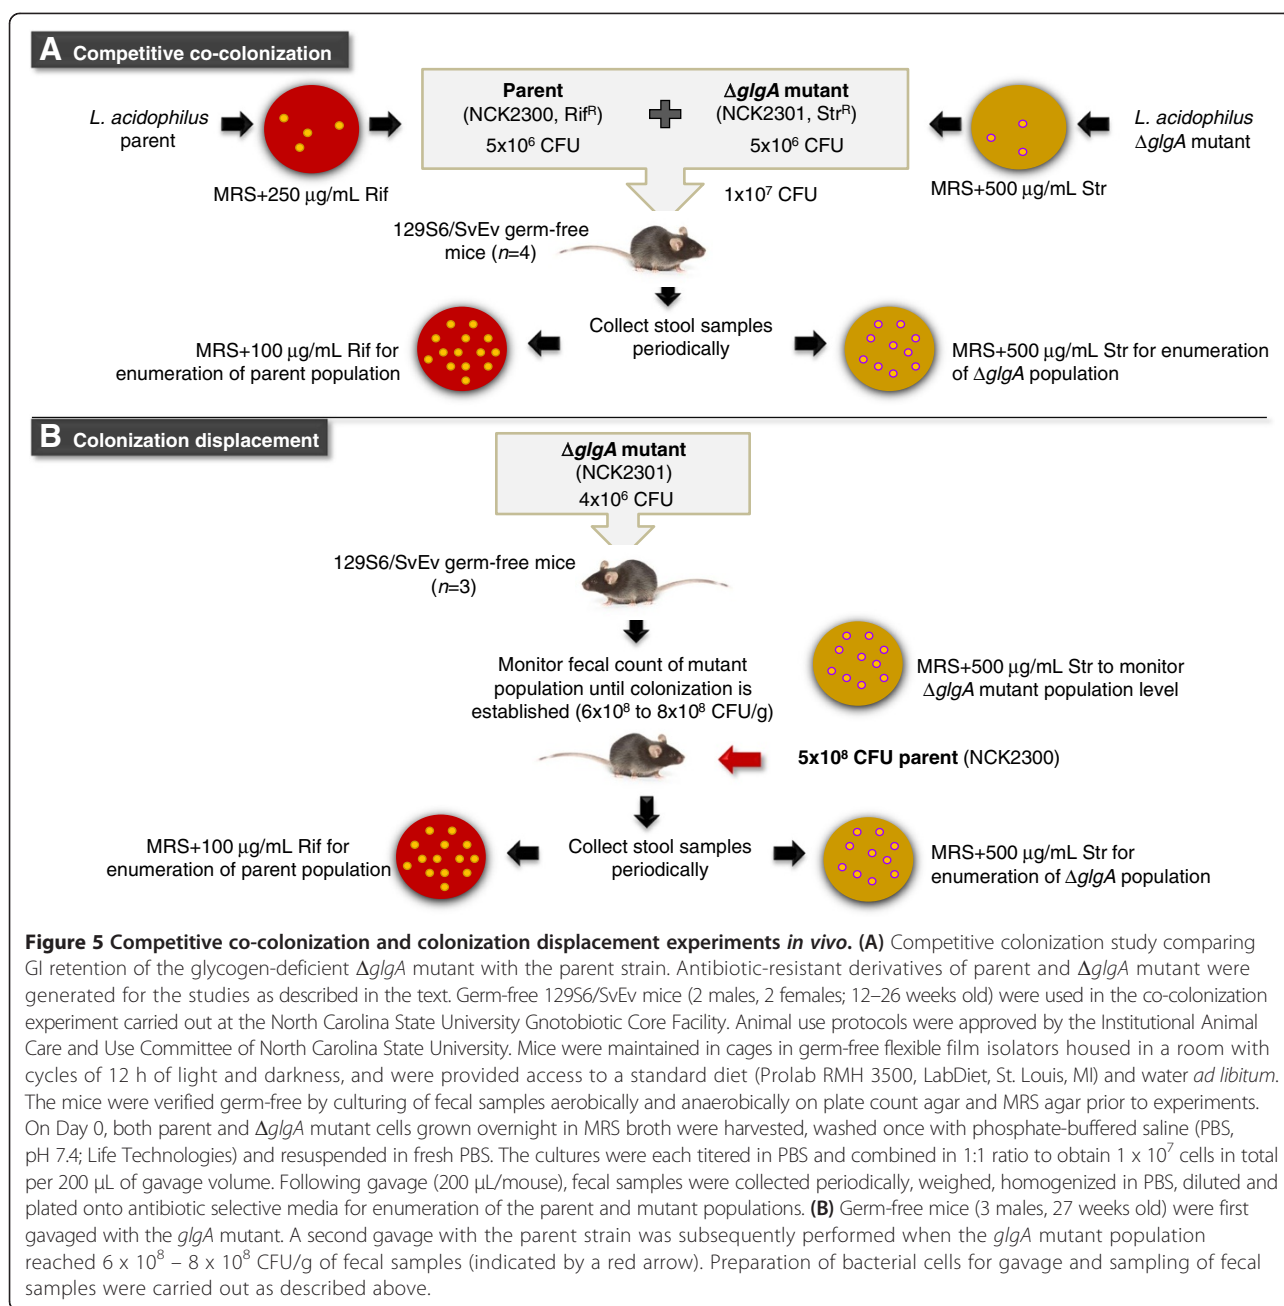 A Competitive co-colonization
L. acidophilus
parent
MRS+250 µg/mL Rif
Parent
(NCK2300, Rifᴿ)
5x10⁶ CFU
ΔglgA mutant
(NCK2301, Strᴿ)
5x10⁶ CFU
MRS+500 µg/mL Str
L. acidophilus
ΔglgA mutant
1x10⁷ CFU
129S6/SvEv germ-free
mice (n=4)
Collect stool samples
periodically
MRS+100 µg/mL Rif for
enumeration of parent population
MRS+500 µg/mL Str for enumeration
of ΔglgA population
B Colonization displacement
ΔglgA mutant
(NCK2301)
4x10⁶ CFU
129S6/SvEv germ-free mice
(n=3)
Monitor fecal count of mutant
population until colonization is
established (6x10⁸ to 8x10⁸ CFU/g)
MRS+500 µg/mL Str to monitor
ΔglgA mutant population level
5x10⁸ CFU parent (NCK2300)
MRS+100 µg/mL Rif for
enumeration of parent population
Collect stool samples
periodically
MRS+500 µg/mL Str for
enumeration of ΔglgA population
Figure 5 Competitive co-colonization and colonization displacement experiments in vivo. (A) Competitive colonization study comparing
GI retention of the glycogen-deficient ΔglgA mutant with the parent strain. Antibiotic-resistant derivatives of parent and ΔglgA mutant were
generated for the studies as described in the text. Germ-free 129S6/SvEv mice (2 males, 2 females; 12–26 weeks old) were used in the co-colonization
experiment carried out at the North Carolina State University Gnotobiotic Core Facility. Animal use protocols were approved by the Institutional Animal
Care and Use Committee of North Carolina State University. Mice were maintained in cages in germ-free flexible film isolators housed in a room with
cycles of 12 h of light and darkness, and were provided access to a standard diet (Prolab RMH 3500, LabDiet, St. Louis, MI) and water ad libitum.
The mice were verified germ-free by culturing of fecal samples aerobically and anaerobically on plate count agar and MRS agar prior to experiments.
On Day 0, both parent and ΔglgA mutant cells grown overnight in MRS broth were harvested, washed once with phosphate-buffered saline (PBS,
pH 7.4; Life Technologies) and resuspended in fresh PBS. The cultures were each titered in PBS and combined in 1:1 ratio to obtain 1 x 10⁷ cells in total
per 200 µL of gavage volume. Following gavage (200 µL/mouse), fecal samples were collected periodically, weighed, homogenized in PBS, diluted and
plated onto antibiotic selective media for enumeration of the parent and mutant populations. (B) Germ-free mice (3 males, 27 weeks old) were first
gavaged with the glgA mutant. A second gavage with the parent strain was subsequently performed when the glgA mutant population
reached 6 x 10⁸ – 8 x 10⁸ CFU/g of fecal samples (indicated by a red arrow). Preparation of bacterial cells for gavage and sampling of fecal
samples were carried out as described above.